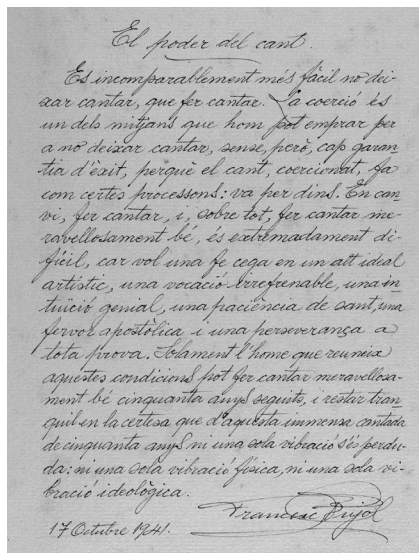 El poder del cant.
Es incomparablement més fàcil no dei-
xar cantar, que fer cantar. La coerció és
un dels mitjans que hom pot emprar per
a no deixar cantar, sense, però, cap garan-
tia d'èxit, perquè el cant, coercionat, fa
com certes processons: va per dins. En can-
vi, fer cantar, i, sobre tot, fer cantar me-
ravellosament bé, és extremadament di-
fícil, car vol una fe cega en un alt ideal
artístic, una vocació irrefrenable, una in-
tuïció genial, una paciència de sant, una
fervor apostòlica i una perseverança a
tota prova. Solament l'home que reuneix
aquestes condicions pot fer cantar meravellosa-
ment bé cinquanta anys seguits, i restar tran-
quil en la certesa que d'aquesta immensa cantada
de cinquanta anys, ni una sola vibració s'és perdu-
da: ni una sola vibració física, ni una sola vi-
bració ideològica.
Francesc Pujol
17 Octubre 1941.